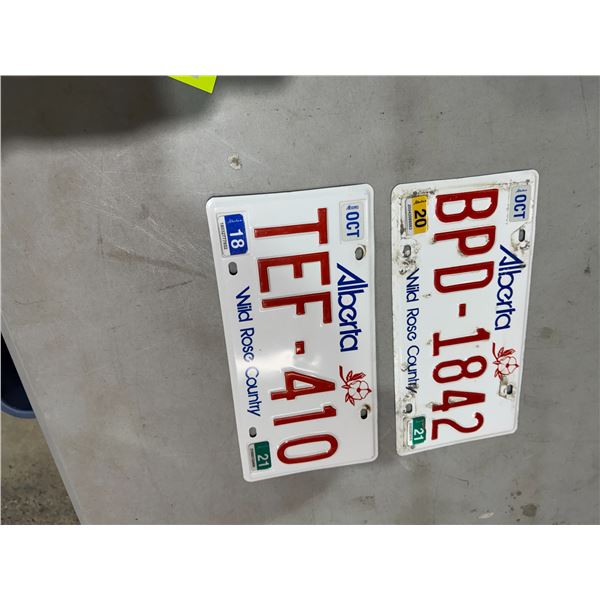 OCT
Alberta
TEF-410
18
Wild Rose Country
21
OCT
Alberta
BPD-1842
20
Wild Rose Country
21